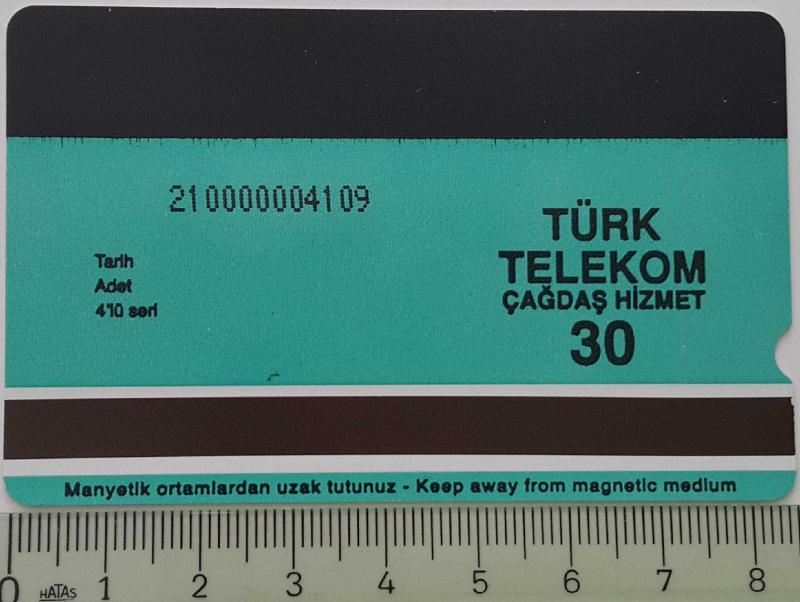 210000004109
TÜRK
TELEKOM
ÇAĞDAŞ HİZMET
30
Tarih
Adet
4'lü seri
Manyetik ortamlardan uzak tutunuz - Keep away from magnetic medium
0 HATAS 1 2 3 4 5 6 7 8